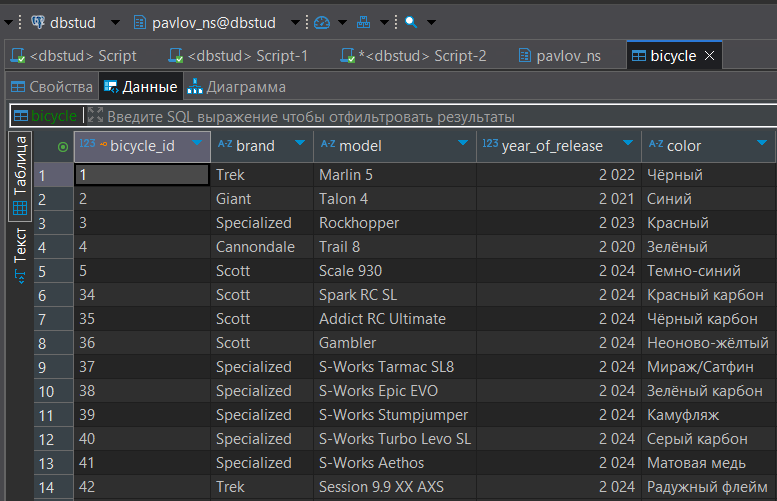 dbstud pavlov_ns@dbstud
<dbstud> Script <dbstud> Script-1 *<dbstud> Script-2 pavlov_ns bicycle
Свойства Данные Диаграмма
bicycle Введите SQL выражение чтобы отфильтровать результаты
Таблица
Текст
123 bicycle_id A-Z brand A-Z model 123 year_of_release A-Z color
1 1 Trek Marlin 5 2 022 Чёрный
2 2 Giant Talon 4 2 021 Синий
3 3 Specialized Rockhopper 2 023 Красный
4 4 Cannondale Trail 8 2 020 Зелёный
5 5 Scott Scale 930 2 024 Темно-синий
6 34 Scott Spark RC SL 2 024 Красный карбон
7 35 Scott Addict RC Ultimate 2 024 Чёрный карбон
8 36 Scott Gambler 2 024 Неоново-жёлтый
9 37 Specialized S-Works Tarmac SL8 2 024 Мираж/Сатфин
10 38 Specialized S-Works Epic EVO 2 024 Зелёный карбон
11 39 Specialized S-Works Stumpjumper 2 024 Камуфляж
12 40 Specialized S-Works Turbo Levo SL 2 024 Серый карбон
13 41 Specialized S-Works Aethos 2 024 Матовая медь
14 42 Trek Session 9.9 XX AXS 2 024 Радужный флейм